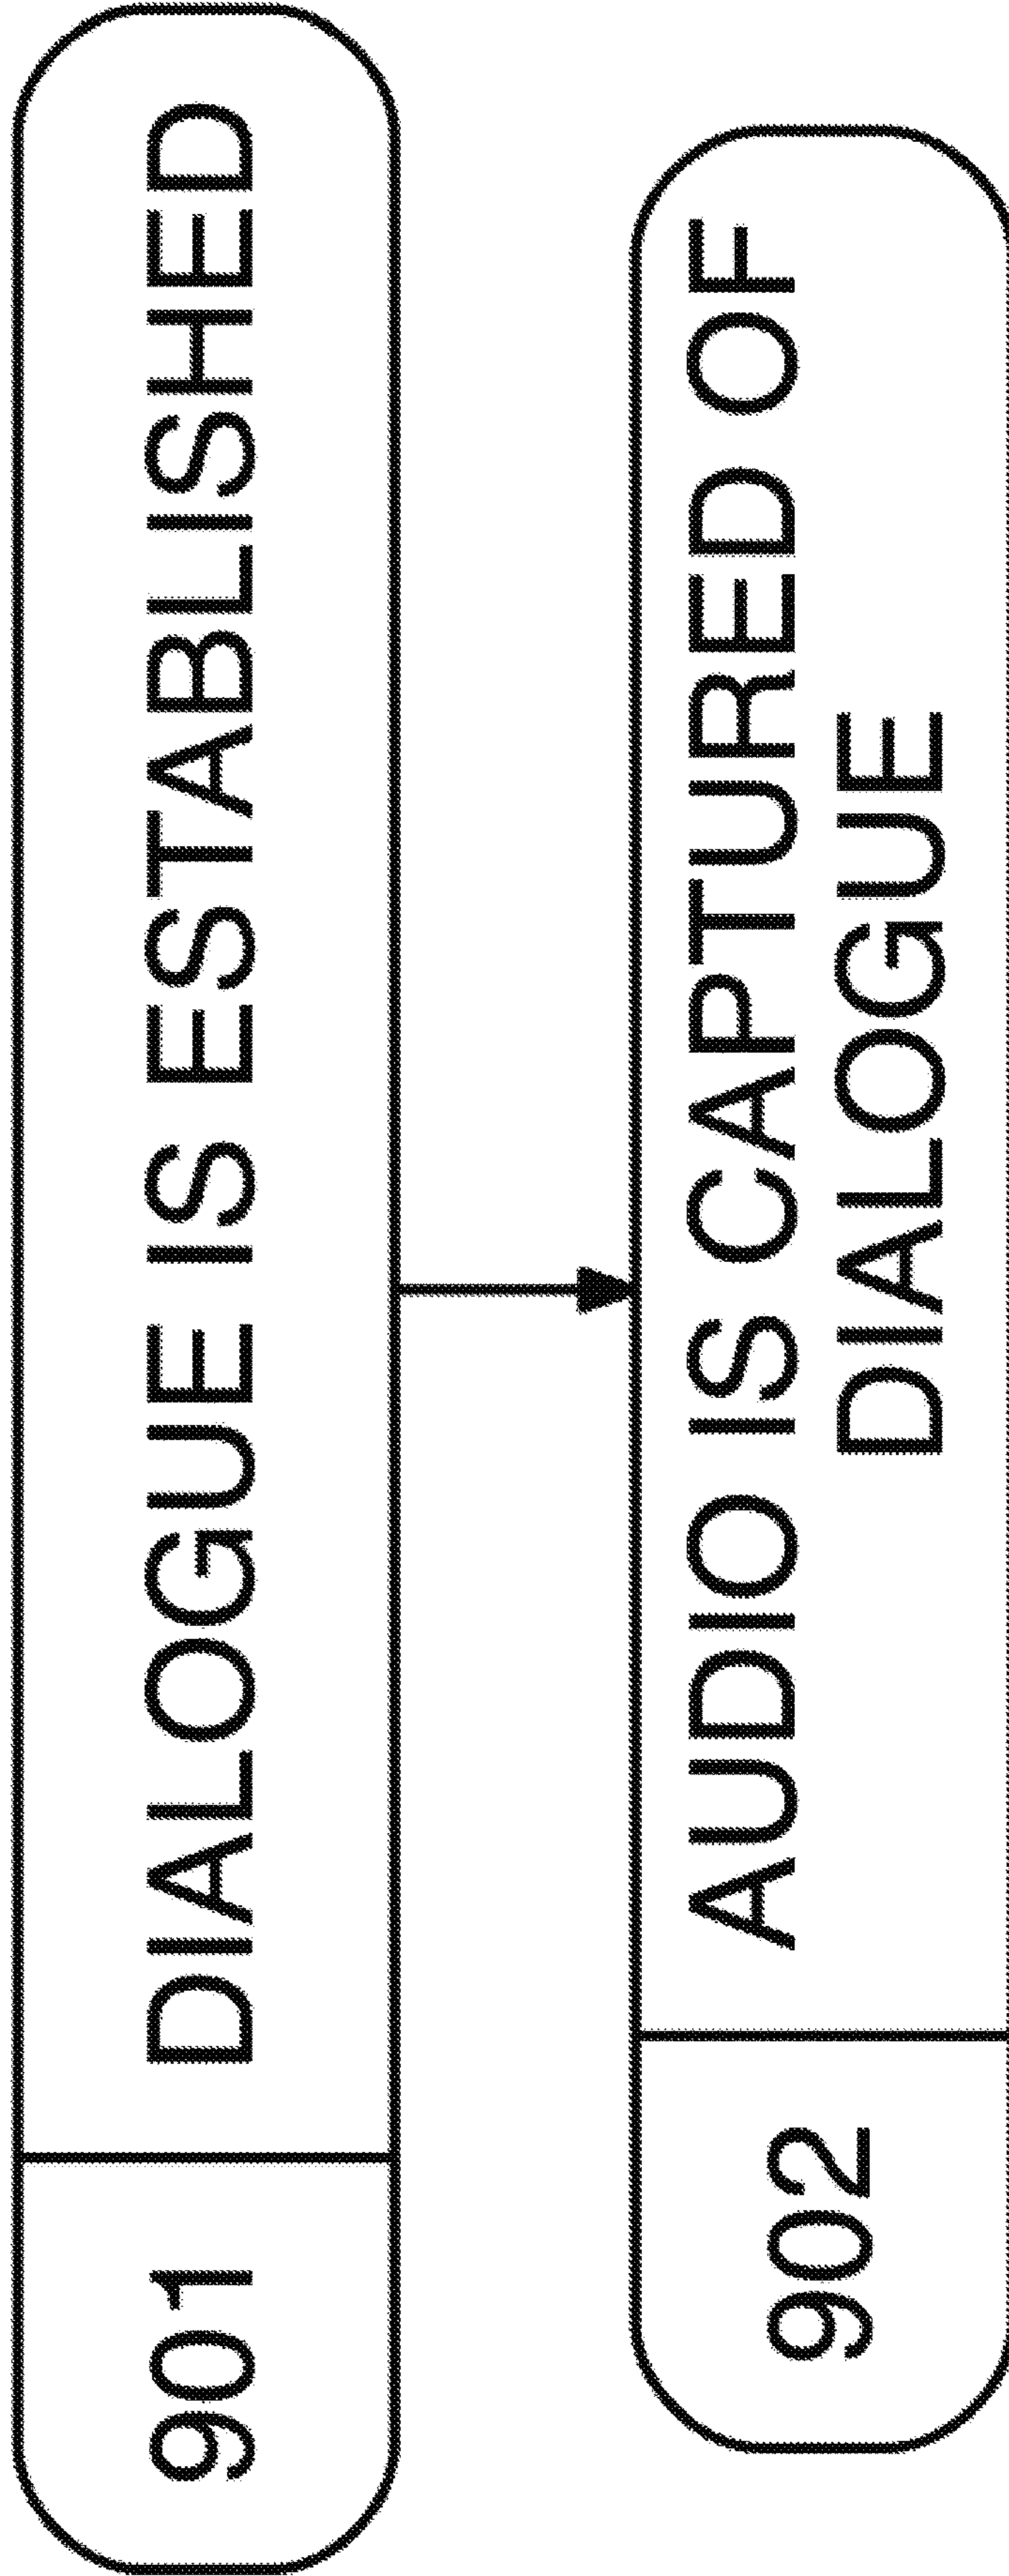 901 DIALOGUE IS ESTABLISHED
902 AUDIO IS CAPTURED OF
DIALOGUE